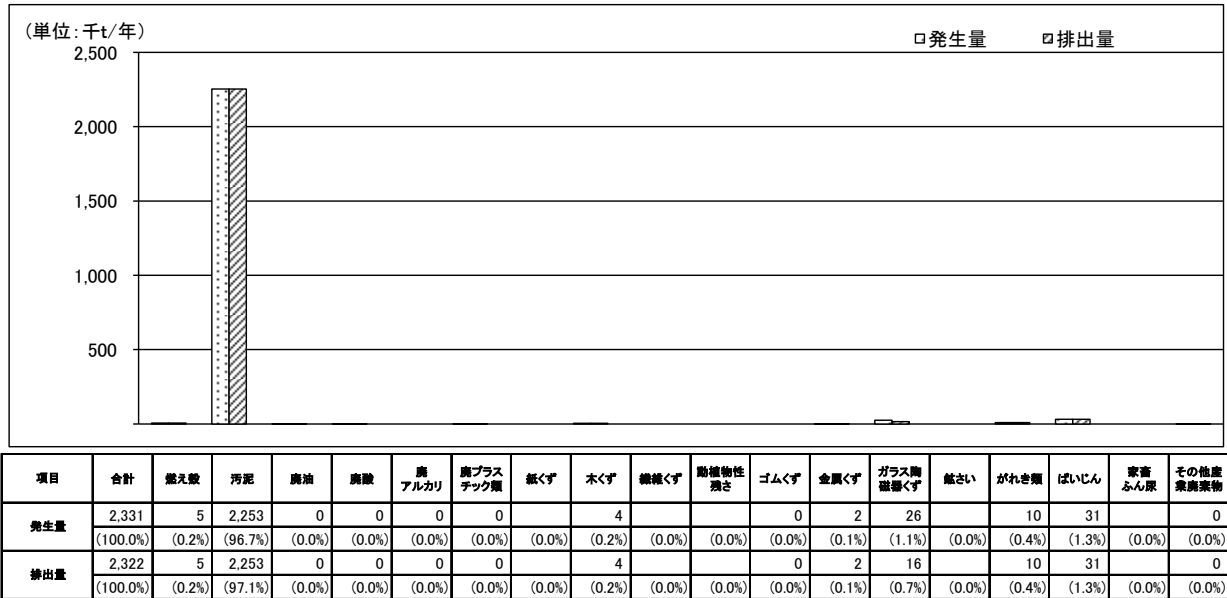 (単位:千t/年)
□発生量 ▨排出量
2,500
2,000
1,500
1,000
500
項目 合計 燃え殻 汚泥 廃油 廃酸 廃アルカリ 廃プラスチック類 紙くず 木くず 繊維くず 動植物性残さ ゴムくず 金属くず ガラス陶磁器くず 鉱さい がれき類 ばいじん 家畜ふん尿 その他産業廃棄物
発生量 2,331 5 2,253 0 0 0 0 4 0 2 26 10 31 0
(100.0%) (0.2%) (96.7%) (0.0%) (0.0%) (0.0%) (0.0%) (0.0%) (0.2%) (0.0%) (0.0%) (0.0%) (0.1%) (1.1%) (0.0%) (0.4%) (1.3%) (0.0%) (0.0%)
排出量 2,322 5 2,253 0 0 0 0 4 0 2 16 10 31 0
(100.0%) (0.2%) (97.1%) (0.0%) (0.0%) (0.0%) (0.0%) (0.0%) (0.2%) (0.0%) (0.0%) (0.0%) (0.1%) (0.7%) (0.0%) (0.4%) (1.3%) (0.0%) (0.0%)